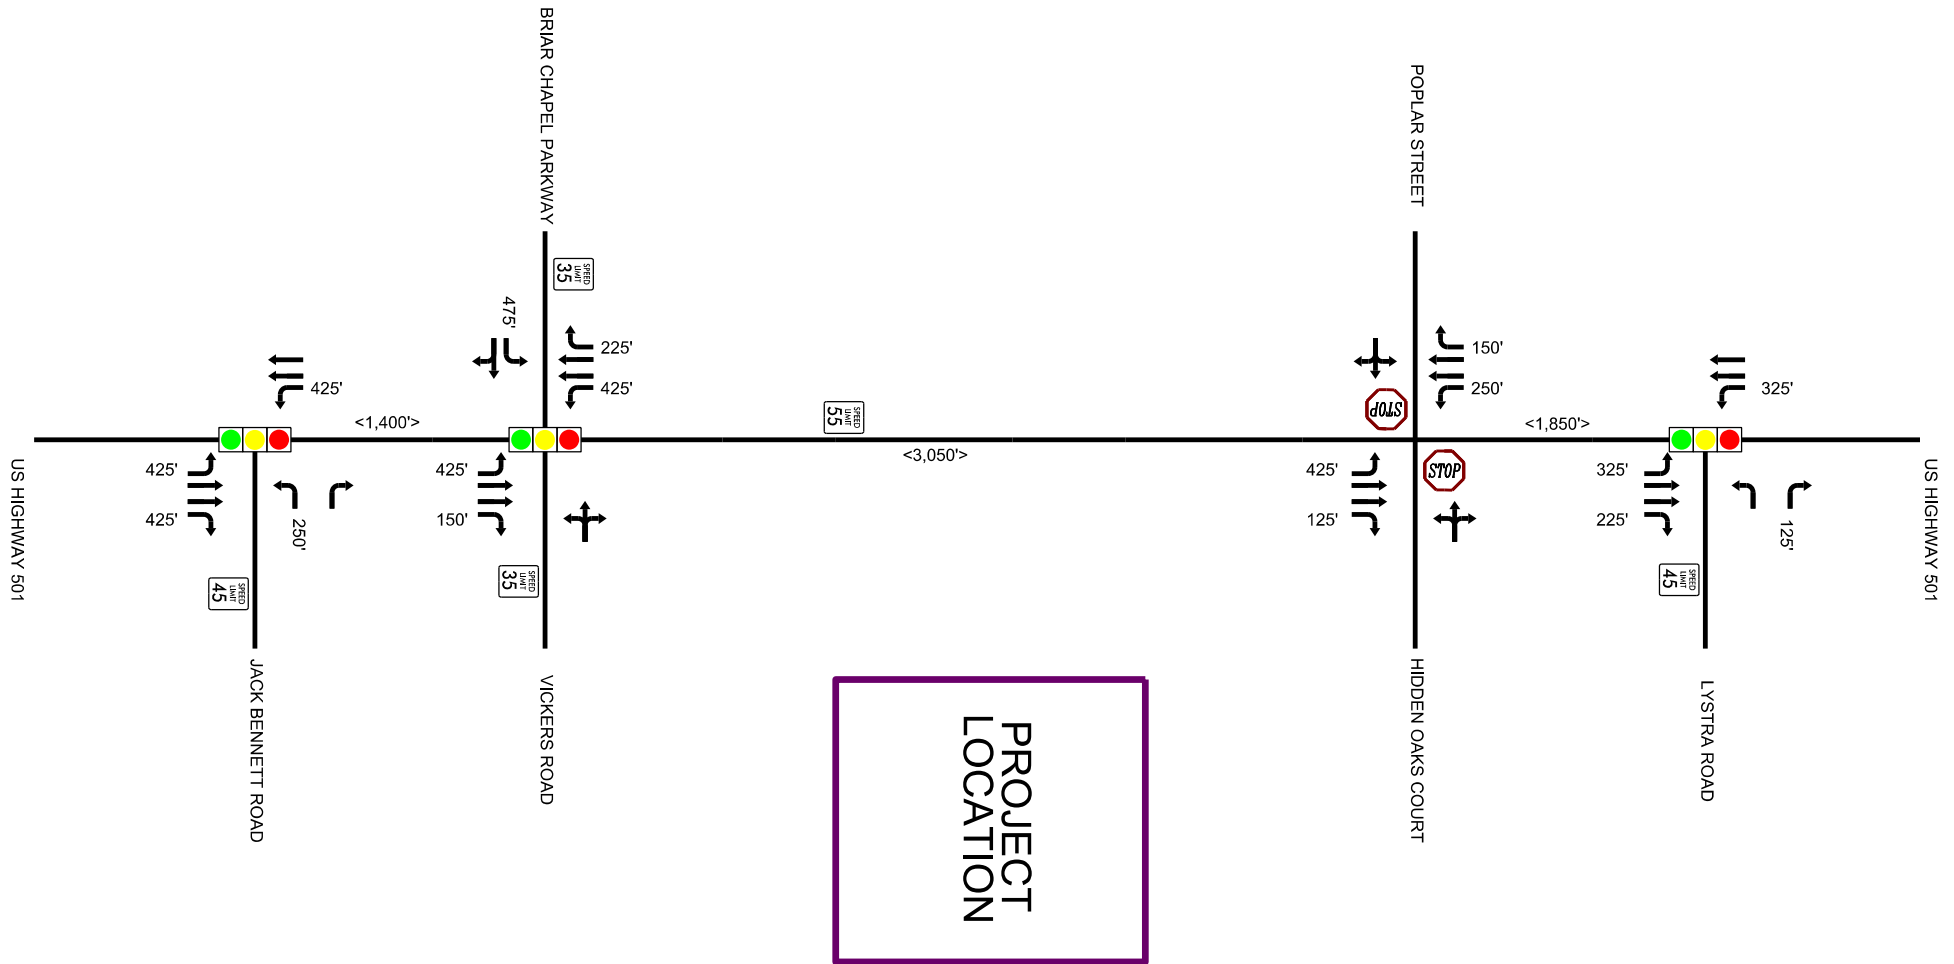 BRIAR CHAPEL PARKWAY
POPLAR STREET
SPEED
LIMIT
35
475'
225'
425'
150'
250'
425'
325'
<1,400'>
SPEED
LIMIT
55
STOP
<1,850'>
<3,050'>
425'
425'
250'
425'
150'
425'
125'
STOP
325'
225'
125'
US HIGHWAY 501
US HIGHWAY 501
SPEED
LIMIT
45
SPEED
LIMIT
35
SPEED
LIMIT
45
JACK BENNETT ROAD
VICKERS ROAD
HIDDEN OAKS COURT
LYSTRA ROAD
PROJECT
LOCATION